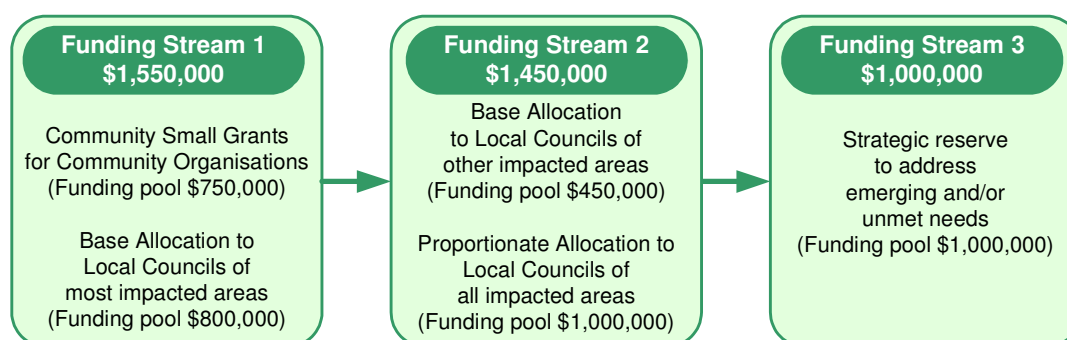 Funding Stream 1
$1,550,000
Community Small Grants
for Community Organisations
(Funding pool $750,000)
Base Allocation to
Local Councils of
most impacted areas
(Funding pool $800,000)
Funding Stream 2
$1,450,000
Base Allocation
to Local Councils of
other impacted areas
(Funding pool $450,000)
Proportionate Allocation to
Local Councils of
all impacted areas
(Funding pool $1,000,000)
Funding Stream 3
$1,000,000
Strategic reserve
to address
emerging and/or
unmet needs
(Funding pool $1,000,000)